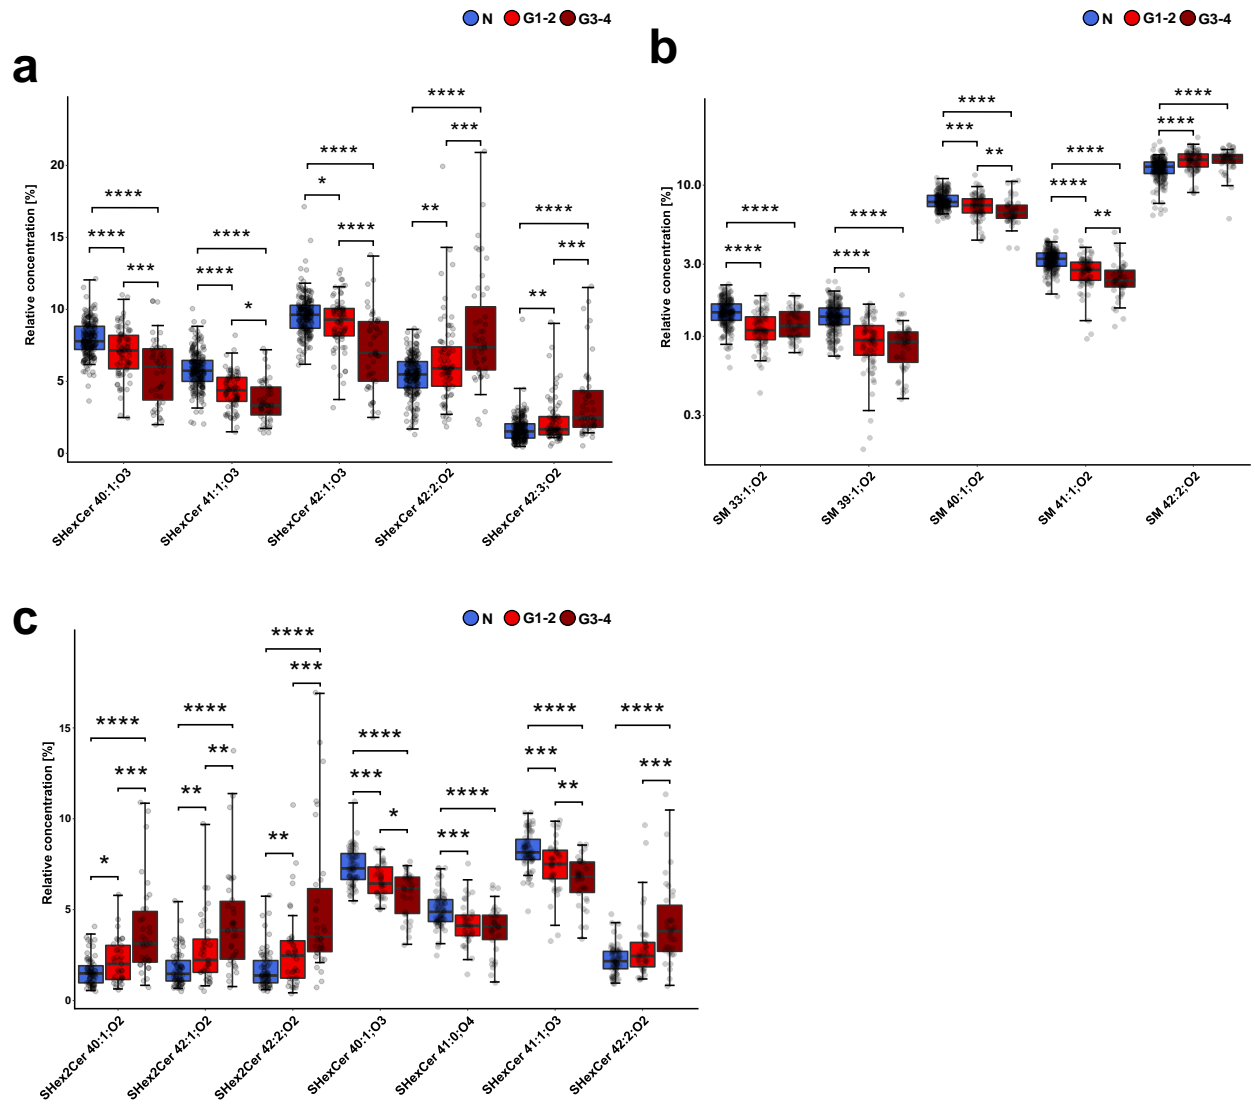 N G1-2 G3-4
a
Relative concentration [%]
20
15
10
5
0
**** **** *** **** **** * **** * **** **** *** ** **** *** **
SHexCer 40:1;O3
SHexCer 41:1;O3
SHexCer 42:1;O3
SHexCer 42:2;O2
SHexCer 42:3;O2
N G1-2 G3-4
b
Relative concentration [%]
10.0
3.0
1.0
0.3
**** **** **** **** **** *** ** **** **** ** **** ****
SM 33:1;O2
SM 39:1;O2
SM 40:1;O2
SM 41:1;O2
SM 42:2;O2
N G1-2 G3-4
c
Relative concentration [%]
15
10
5
0
**** *** * **** ** ** **** *** ** **** *** * **** *** **** *** ** **** ***
SHex2Cer 40:1;O2
SHex2Cer 42:1;O2
SHex2Cer 42:2;O2
SHexCer 40:1;O3
SHexCer 41:0;O4
SHexCer 41:1;O3
SHexCer 42:2;O2